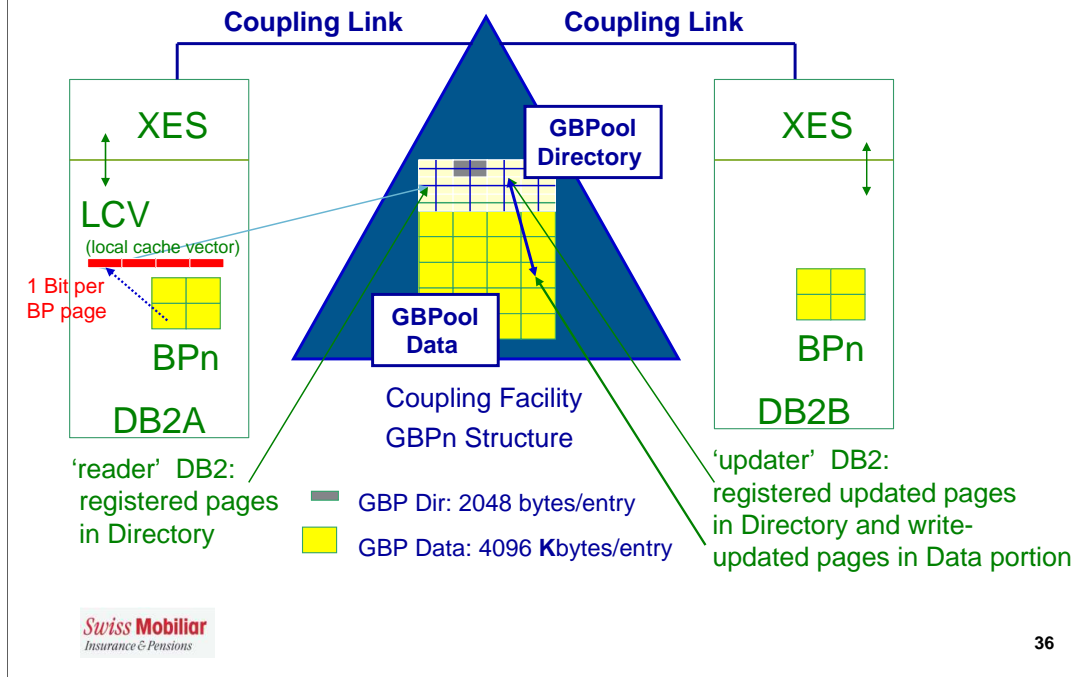 Coupling Link
Coupling Link
XES
GBPool
Directory
XES
LCV
(local cache vector)
1 Bit per
BP page
BPn
GBPool
Data
BPn
DB2A
Coupling Facility
GBPn Structure
DB2B
‘reader’ DB2:
registered pages
in Directory
‘updater’ DB2:
registered updated pages
in Directory and write-
updated pages in Data portion
GBP Dir: 2048 bytes/entry
GBP Data: 4096 Kbytes/entry
Swiss Mobiliar
Insurance & Pensions
36